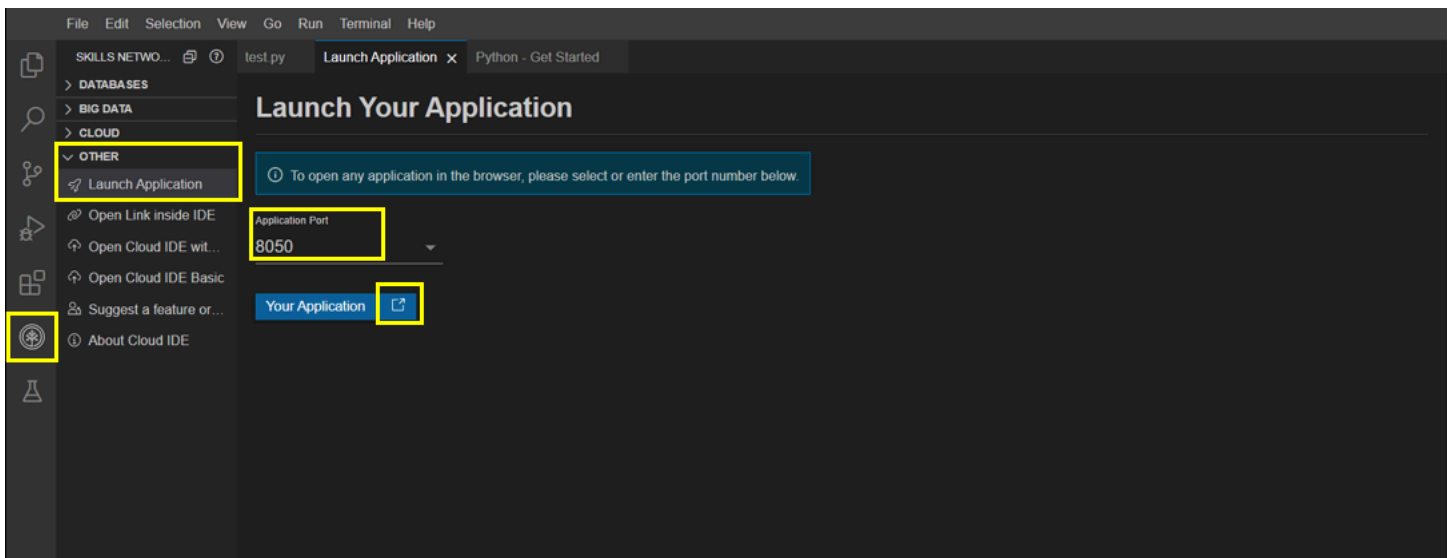 File Edit Selection View Go Run Terminal Help
SKILLS NETWO...
test.py Launch Application Python - Get Started
DATABASES
BIG DATA
CLOUD
OTHER
Launch Application
Open Link inside IDE
Open Cloud IDE wit...
Open Cloud IDE Basic
Suggest a feature or...
About Cloud IDE
Launch Your Application
To open any application in the browser, please select or enter the port number below.
Application Port
8050
Your Application